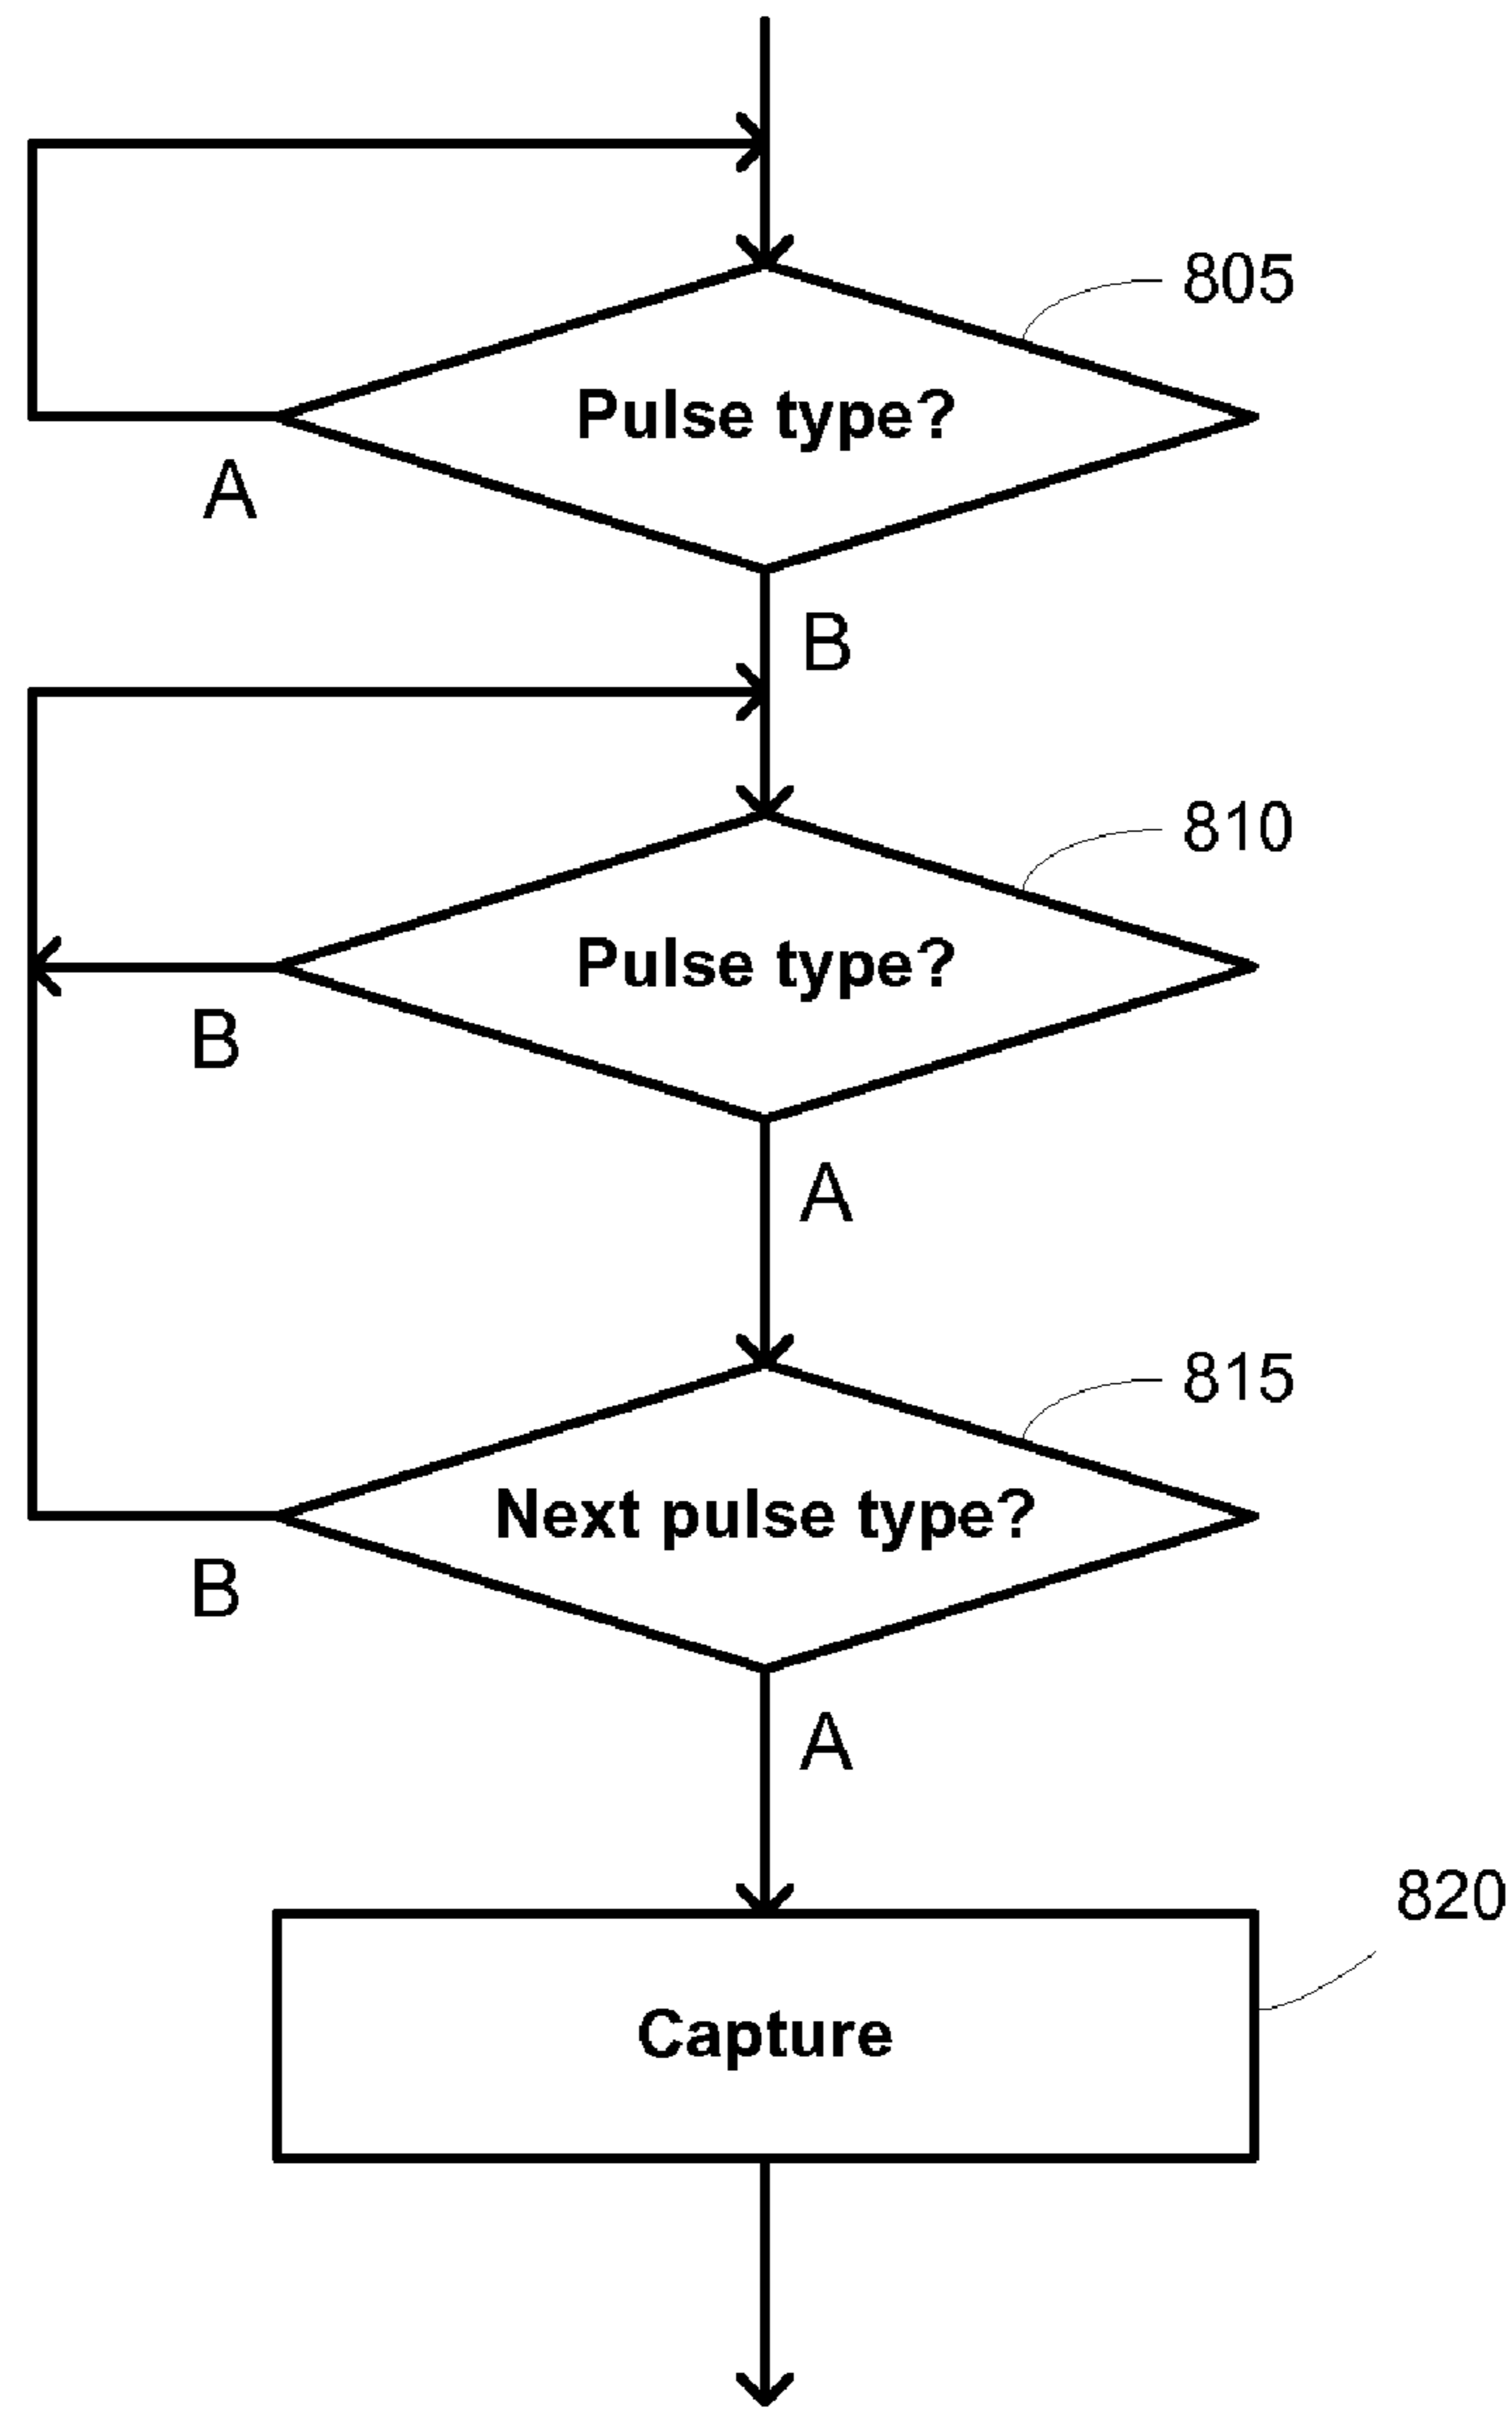 805
Pulse type?
A
B
810
Pulse type?
B
A
815
Next pulse type?
B
A
820
Capture